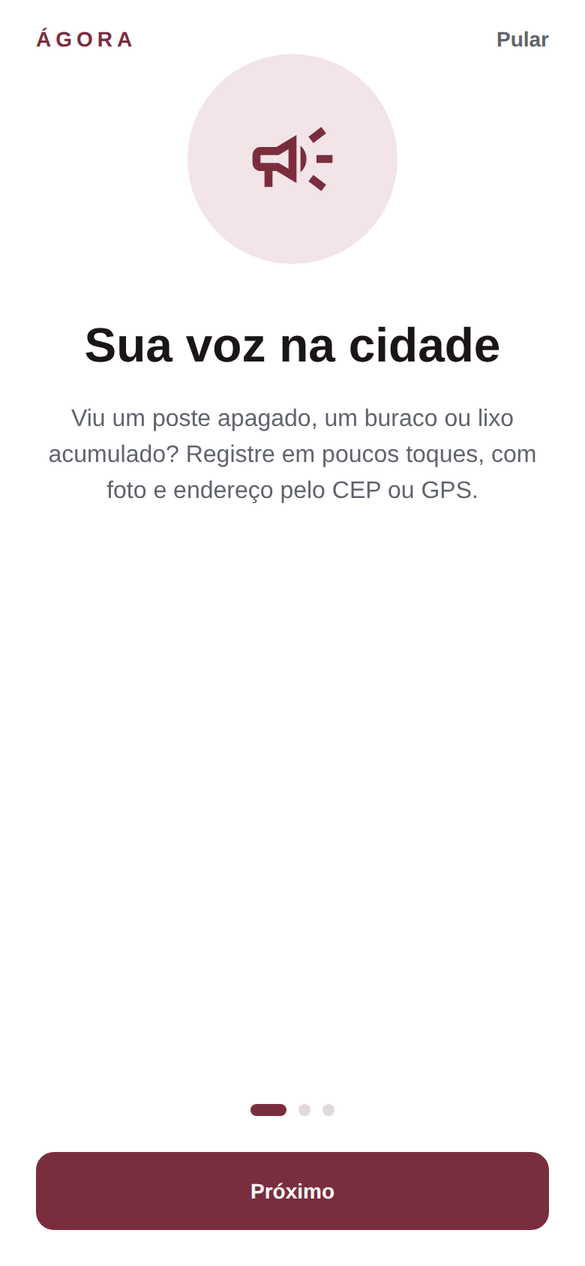 ÁGORA
Pular
Sua voz na cidade
Viu um poste apagado, um buraco ou lixo
acumulado? Registre em poucos toques, com
foto e endereço pelo CEP ou GPS.
Próximo